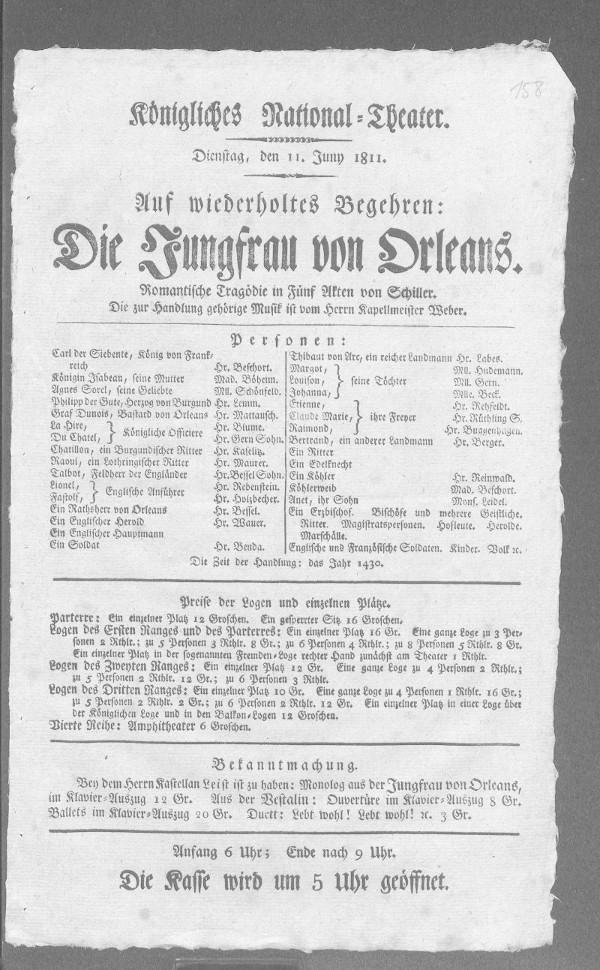 158
Königliches National-Theater.
Dienstag, den 11. Juny 1811.
Auf wiederholtes Begehren:
Die Jungfrau von Orleans.
Romantische Tragödie in Fünf Akten von Schiller.
Die zur Handlung gehörige Musik ist vom Herrn Kapellmeister Weber.
Personen:
Carl der Siebente, König von Frank-
reich Hr. Beschort.
Königin Isabeau, seine Mutter Mad. Böheim.
Agnes Sorel, seine Geliebte Mll. Schönfeld.
Philipp der Gute, Herzog von Burgund Hr. Lemm.
Graf Dunois, Bastard von Orleans Hr. Mattausch.
La Hire, Hr. Blume.
Königliche Officiere
Du Chatel, Hr. Gern Sohn.
Chatillon, ein Burgundischer Ritter Hr. Kaselitz.
Raoul, ein Lothringischer Ritter Hr. Maurer.
Talbot, Feldherr der Engländer Hr. Bessel Sohn.
Lionel, Hr. Rebenstein.
Englische Anführer
Fastolf, Hr. Holzbecher.
Ein Rathsherr von Orleans Hr. Bessel.
Ein Englischer Herold Hr. Wauer.
Ein Englischer Hauptmann
Ein Soldat Hr. Benda.
Thibaut von Arc, ein reicher Landmann Hr. Labes.
Margot, Mll. Hudemann.
Louison, seine Töchter Mll. Gern.
Johanna, Mlle. Beck.
Etienne, Hr. Rehfeldt.
Claude Marie, ihre Freyer Hr. Rüthling S.
Raimond, Hr. Buggenhagen.
Bertrand, ein anderer Landmann Hr. Berger.
Ein Ritter
Ein Edelknecht
Ein Köhler Hr. Reinwald.
Köhlerweib Mad. Beschort.
Anet, ihr Sohn Mons. Leidel.
Ein Erzbischof. Bischöfe und mehrere Geistliche.
Ritter. Magistratspersonen. Hofleute. Herolde.
Marschälle.
Englische und Französische Soldaten. Kinder. Volk ꝛc.
Die Zeit der Handlung: das Jahr 1430.
Preise der Logen und einzelnen Plätze.
Parterre: Ein einzelner Platz 12 Groschen. Ein gesperrter Sitz 16 Groschen.
Logen des Ersten Ranges und des Parterres: Ein einzelner Platz 16 Gr. Eine ganze Loge zu 3 Per-
sonen 2 Rthlr.; zu 5 Personen 3 Rthlr. 8 Gr.; zu 6 Personen 4 Rthlr.; zu 8 Personen 5 Rthlr. 8 Gr.
Ein einzelner Platz in der sogenannten Fremden-Loge rechter Hand zunächst am Theater 1 Rthlr.
Logen des Zweyten Ranges: Ein einzelner Platz 12 Gr. Eine ganze Loge zu 4 Personen 2 Rthlr.;
zu 5 Personen 2 Rthlr. 12 Gr.; zu 6 Personen 3 Rthlr.
Logen des Dritten Ranges: Ein einzelner Platz 10 Gr. Eine ganze Loge zu 4 Personen 1 Rthlr. 16 Gr.;
zu 5 Personen 2 Rthlr. 2 Gr.; zu 6 Personen 2 Rthlr. 12 Gr. Ein einzelner Platz in einer Loge über
der Königlichen Loge und in den Balkon-Logen 12 Groschen.
Vierte Reihe: Amphitheater 6 Groschen.
Bekanntmachung.
Bey dem Herrn Kastellan Leist ist zu haben: Monolog aus der Jungfrau von Orleans,
im Klavier-Auszug 12 Gr. Aus der Vestalin: Ouvertüre im Klavier-Auszug 8 Gr.
Ballets im Klavier-Auszug 20 Gr. Duett: Lebt wohl! Lebt wohl! ꝛc. 3 Gr.
Anfang 6 Uhr; Ende nach 9 Uhr.
Die Kasse wird um 5 Uhr geöffnet.